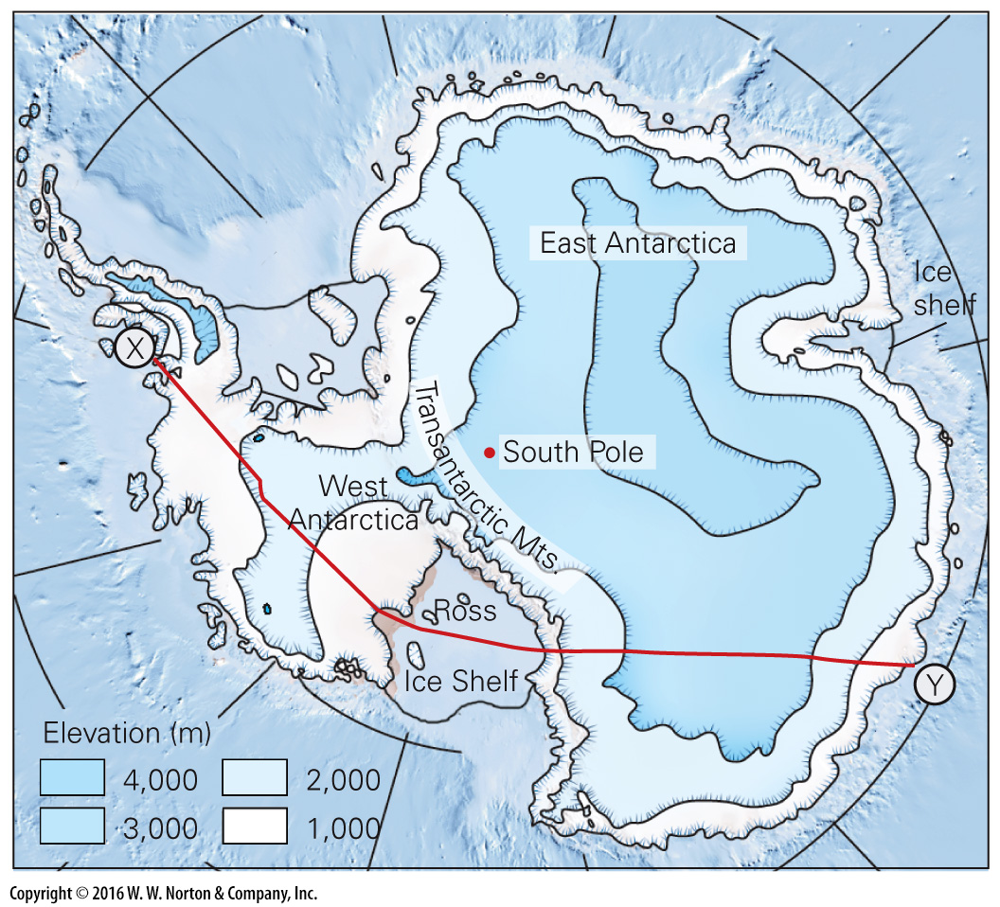 East Antarctica
Ice
shelf
X
Transantarctic Mts.
South Pole
West
Antarctica
Ross
Ice Shelf
Y
Elevation (m)
4,000
2,000
3,000
1,000
Copyright © 2016 W. W. Norton & Company, Inc.